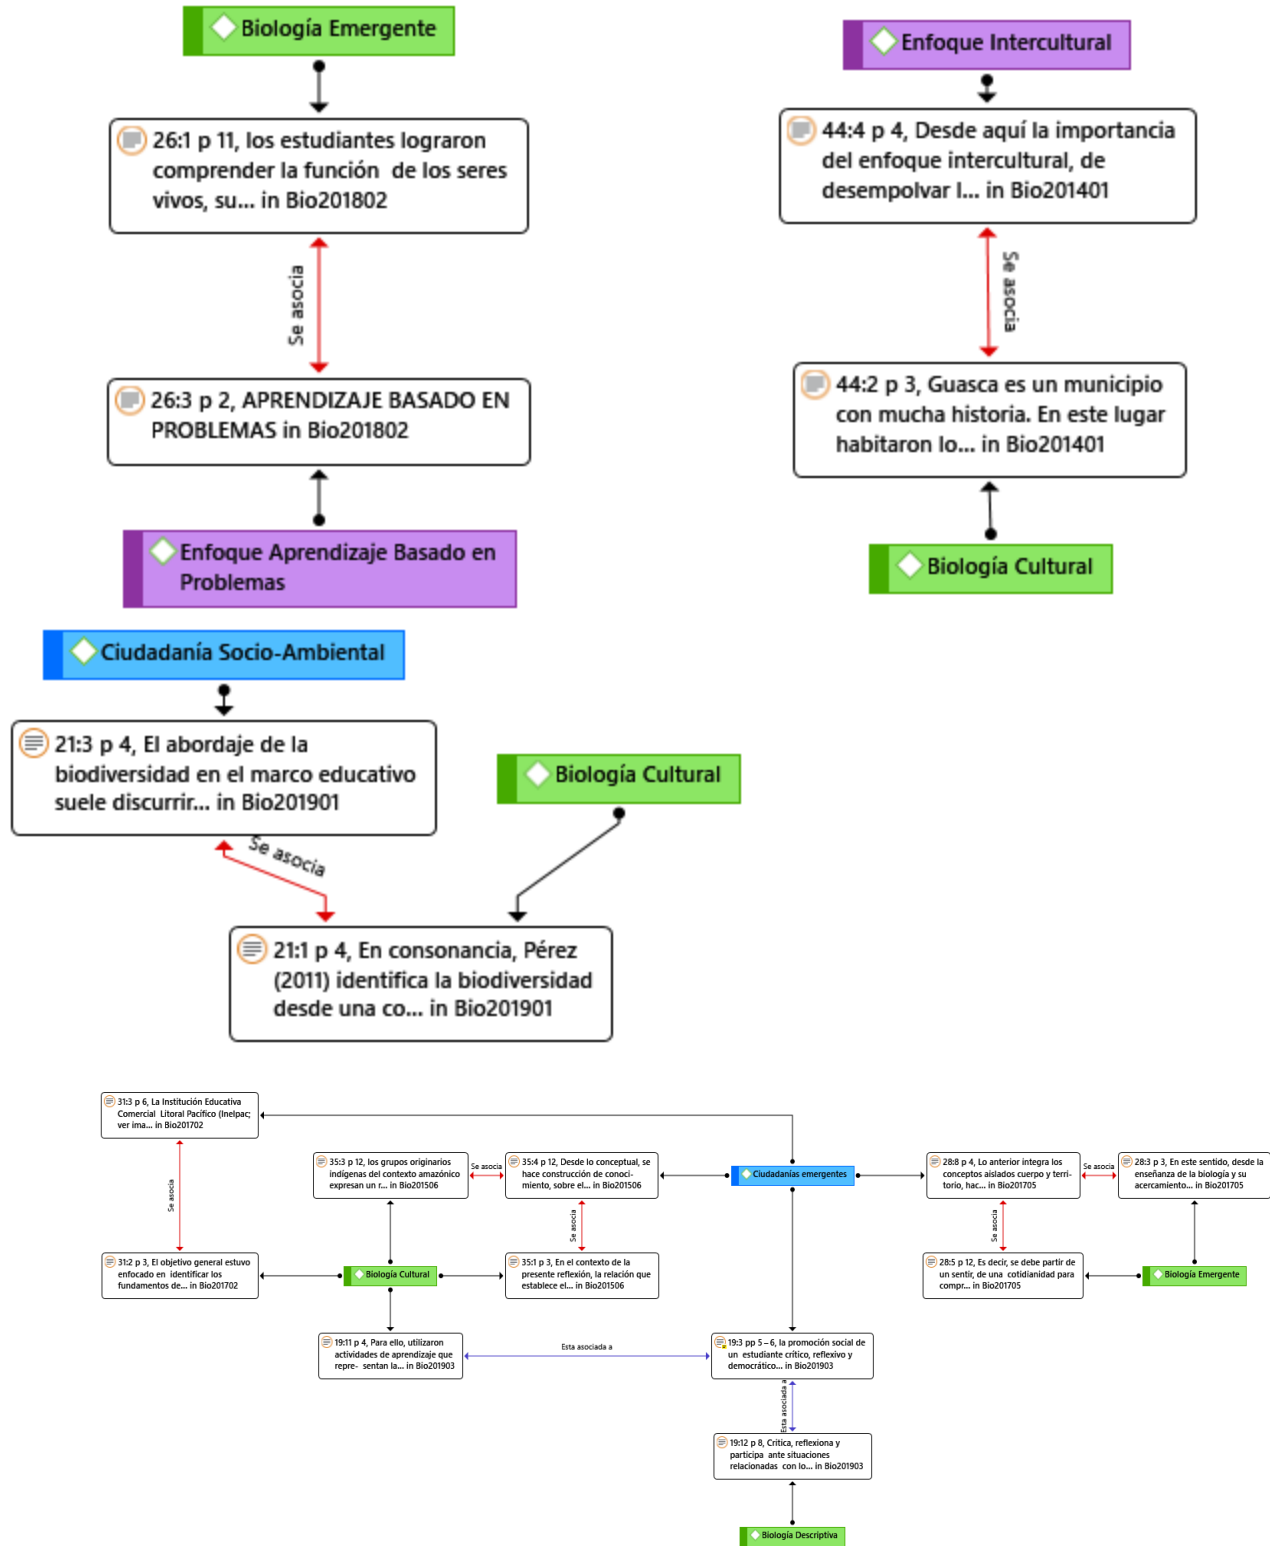 Biología Emergente
26:1 p 11, los estudiantes lograron
comprender la función de los seres
vivos, su... in Bio201802
Se asocia
26:3 p 2, APRENDIZAJE BASADO EN
PROBLEMAS in Bio201802
Enfoque Aprendizaje Basado en
Problemas
Enfoque Intercultural
44:4 p 4, Desde aquí la importancia
del enfoque intercultural, de
desempolvar l... in Bio201401
Se asocia
44:2 p 3, Guasca es un municipio
con mucha historia. En este lugar
habitaron lo... in Bio201401
Biología Cultural
Ciudadanía Socio-Ambiental
21:3 p 4, El abordaje de la
biodiversidad en el marco educativo
suele discurrir... in Bio201901
Se asocia
Biología Cultural
21:1 p 4, En consonancia, Pérez
(2011) identifica la biodiversidad
desde una co... in Bio201901
31:3 p 6, La Institución Educativa
Comercial Litoral Pacífico (Inelpac;
ver ima... in Bio201702
Se asocia
31:2 p 3, El objetivo general estuvo
enfocado en identificar los
fundamentos de... in Bio201702
35:3 p 12, los grupos originarios
indígenas del contexto amazónico
expresan un r... in Bio201506
Se asocia
35:4 p 12, Desde lo conceptual, se
hace construcción de conoci-
miento, sobre el... in Bio201506
Se asocia
35:1 p 3, En el contexto de la
presente reflexión, la relación que
establece el... in Bio201506
Biología Cultural
Ciudadanías emergentes
28:8 p 4, Lo anterior integra los
conceptos aislados cuerpo y terri-
torio, hac... in Bio201705
Se asocia
28:3 p 3, En este sentido, desde la
enseñanza de la biología y su
acercamiento... in Bio201705
Se asocia
28:5 p 12, Es decir, se debe partir de
un sentir, de una cotidianidad para
compr... in Bio201705
Biología Emergente
19:11 p 4, Para ello, utilizaron
actividades de aprendizaje que
repre- sentan la... in Bio201903
Esta asociada a
19:3 pp 5 – 6, la promoción social de
un estudiante crítico, reflexivo y
democrático... in Bio201903
Esta asociada a
19:12 p 8, Critica, reflexiona y
participa ante situaciones
relacionadas con lo... in Bio201903
Biología Descriptiva